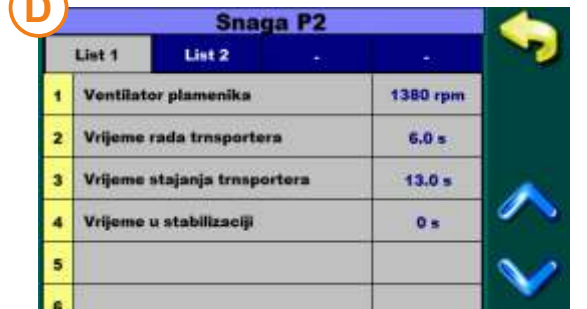 D
Snaga P2
List 1 List 2 - -
1 Ventilator plamenika 1380 rpm
2 Vrijeme rada trnsportera 6.0 s
3 Vrijeme stajanja trnsportera 13.0 s
4 Vrijeme u stabilizaciji 0 s
5
6